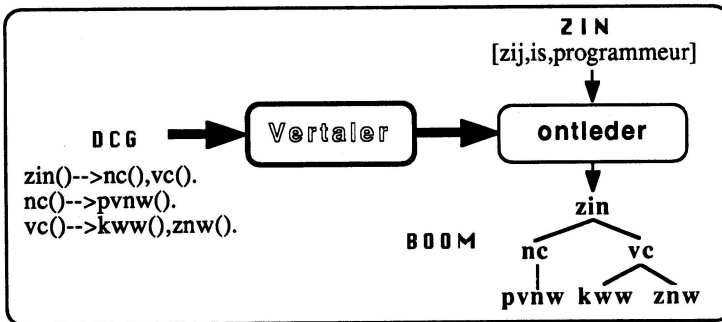 ZIN
[zij,is,programmeur]
DCG
Vertaler
ontleder
zin()-->nc(),vc().
nc()-->pvnw().
vc()-->kww(),znw().
zin
BOOM
nc vc
pvnw kww znw